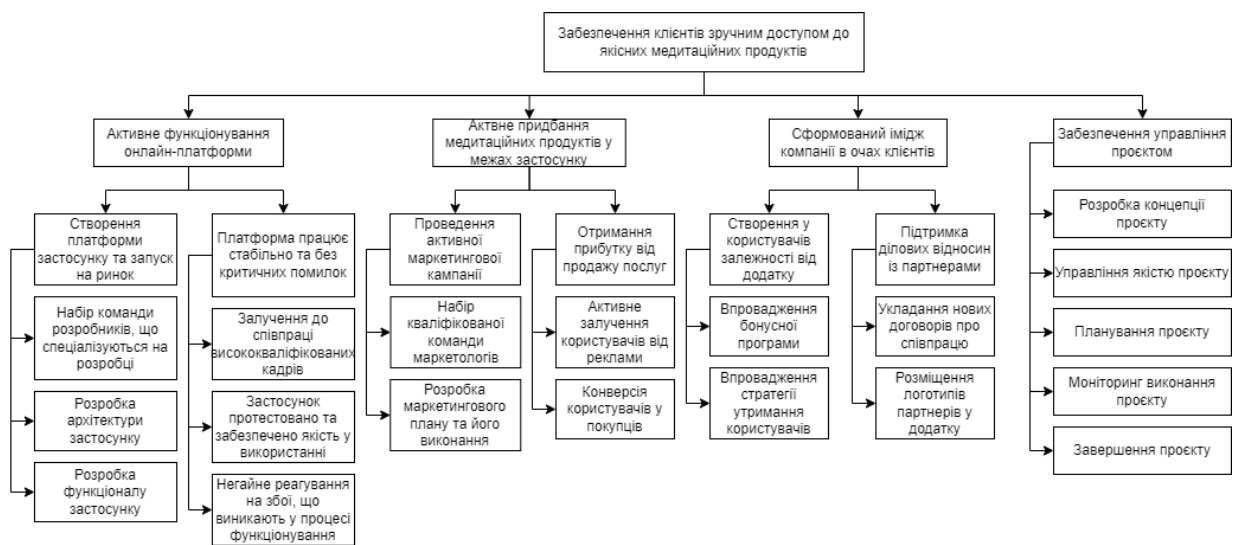 Забезпечення клієнтів зручним доступом до
якісних медитаційних продуктів
Активне функціонування
онлайн-платформи
Актвне придбання
медитаційних продуктів у
межах застосунку
Сформований імідж
компанії в очах клієнтів
Забезпечення управління
проєктом
Створення
платформи
застосунку та запуск
на ринок
Набір команди
розробників, що
спеціалізуються на
розробці
Розробка
архітектури
застосунку
Розробка
функціоналу
застосунку
Платформа працює
стабільно та без
критичних помилок
Залучення до
співпраці
висококваліфікованих
кадрів
Застосунок
протестовано та
забезпечено якість у
використанні
Негайне реагування
на збої, що
виникають у процесі
функціонування
Проведення
активної
маркетингової
кампанії
Набір
кваліфікованої
команди
маркетологів
Розробка
маркетингового
плану та його
виконання
Отримання
прибутку від
продажу послуг
Активне
залучення
користувачів від
реклами
Конверсія
користувачів у
покупців
Створення у
користувачів
залежності від
додатку
Впровадження
бонусної
програми
Впровадження
стратегії
утримання
користувачів
Підтримка
ділових відносин
із партнерами
Укладання нових
договорів про
співпрацю
Розміщення
логотипів
партнерів у
додатку
Розробка концепції
проєкту
Управління якістю проєкту
Планування проєкту
Моніторинг виконання
проєкту
Завершення проєкту